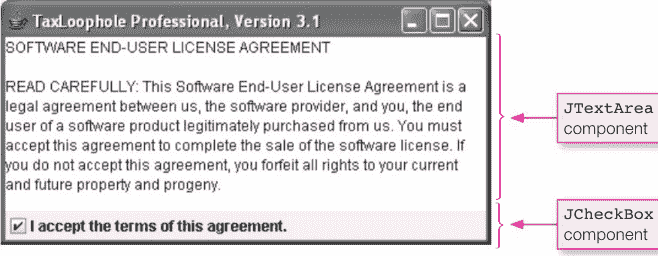 TaxLoophole Professional, Version 3.1
SOFTWARE END-USER LICENSE AGREEMENT
READ CAREFULLY: This Software End-User License Agreement is a
legal agreement between us, the software provider, and you, the end
user of a software product legitimately purchased from us. You must
accept this agreement to complete the sale of the software license. If
you do not accept this agreement, you forfeit all rights to your current
and future property and progeny.
I accept the terms of this agreement.
JTextArea
component
JCheckBox
component